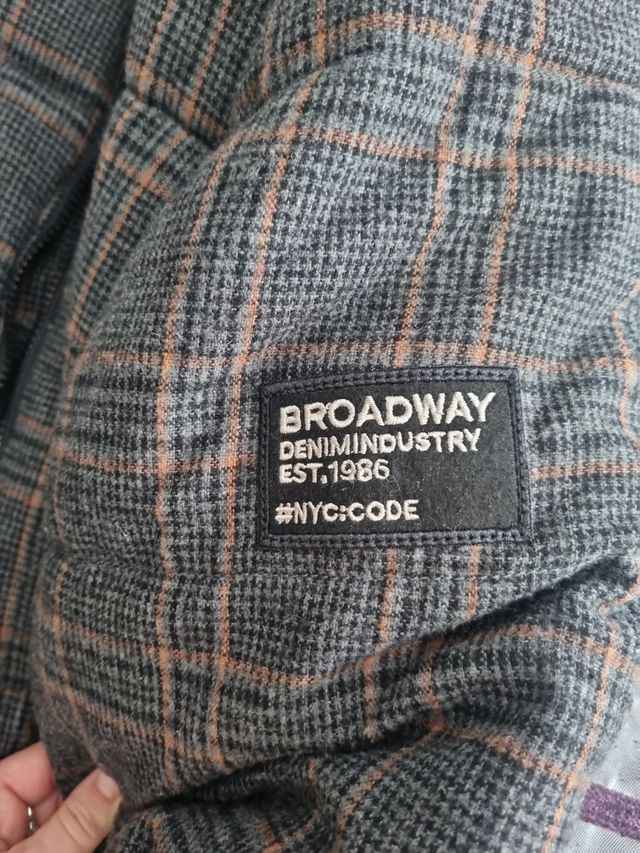 BROADWAY
DENIMINDUSTRY
EST.1986
#NYC:CODE